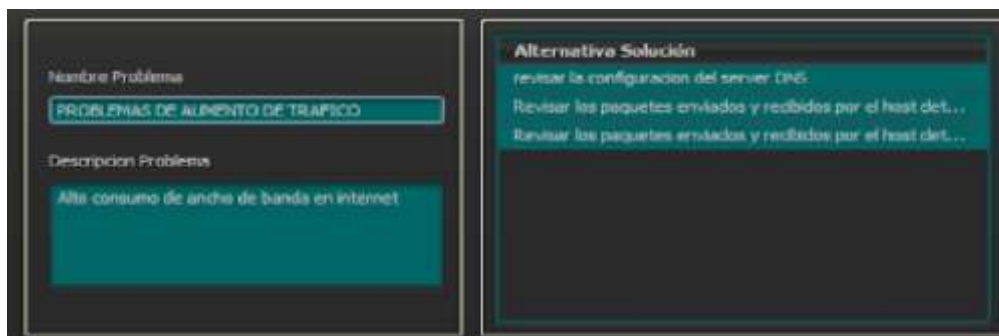 Nombre Problema
PROBLEMAS DE AUMENTO DE TRAFICO
Descripcion Problema
Alto consumo de ancho de banda en internet
Alternativa Solución
revisar la configuracion del server DNS
Revisar los paquetes enviados y recibidos por el host det...
Revisar los paquetes enviados y recibidos por el host det...